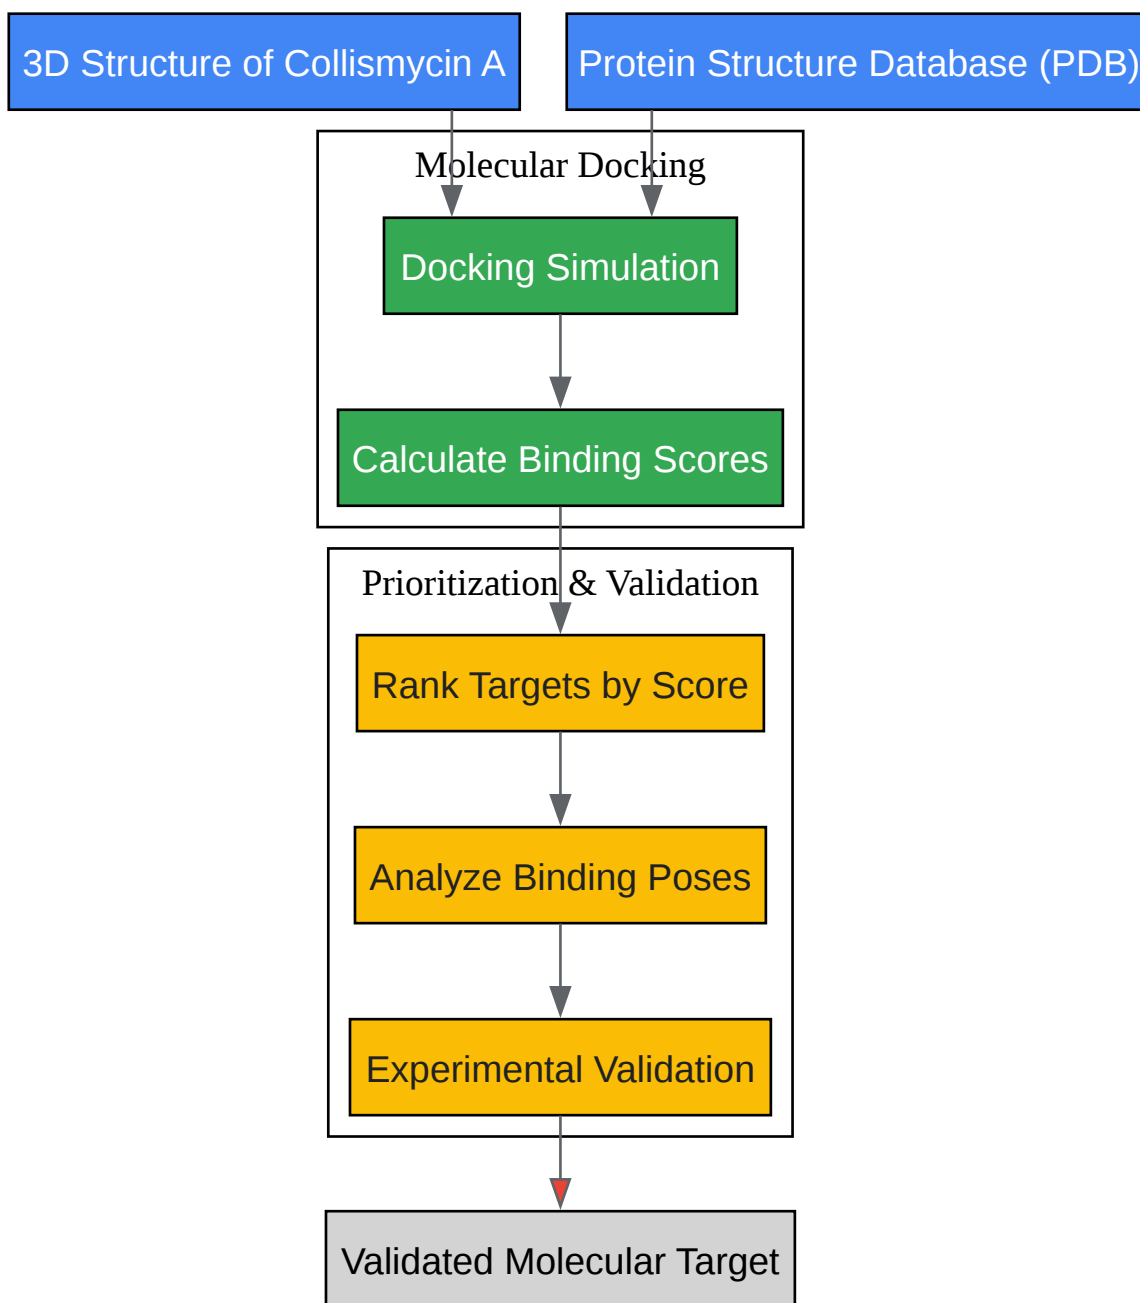 3D Structure of Collismycin A
Protein Structure Database (PDB)
Molecular Docking
Docking Simulation
Calculate Binding Scores
Prioritization & Validation
Rank Targets by Score
Analyze Binding Poses
Experimental Validation
Validated Molecular Target